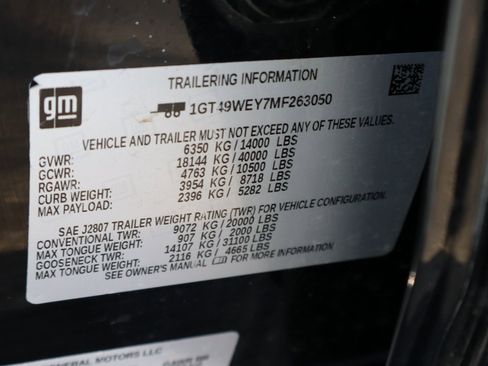 gm
TRAILERING INFORMATION
1GT49WEY7MF263050
VEHICLE AND TRAILER MUST NOT EXCEED ANY OF THESE VALUES.
GVWR: 6350 KG/14000 LBS
GCWR: 18144 KG/40000 LBS
RGAWR: 4763 KG/10500 LBS
CURB WEIGHT: 3954 KG/ 8718 LBS
MAX PAYLOAD: 2396 KG/ 5282 LBS
SAE J2807 TRAILER WEIGHT RATING (TWR) FOR VEHICLE CONFIGURATION.
CONVENTIONAL TWR: 9072 KG/20000 LBS
MAX TONGUE WEIGHT: 907 KG/ 2000 LBS
GOOSENECK TWR: 14107 KG/31100 LBS
MAX TONGUE WEIGHT: 2116 KG/ 4665 LBS
SEE OWNER'S MANUAL FOR MORE INFORMATION
GENERAL MOTORS LLC